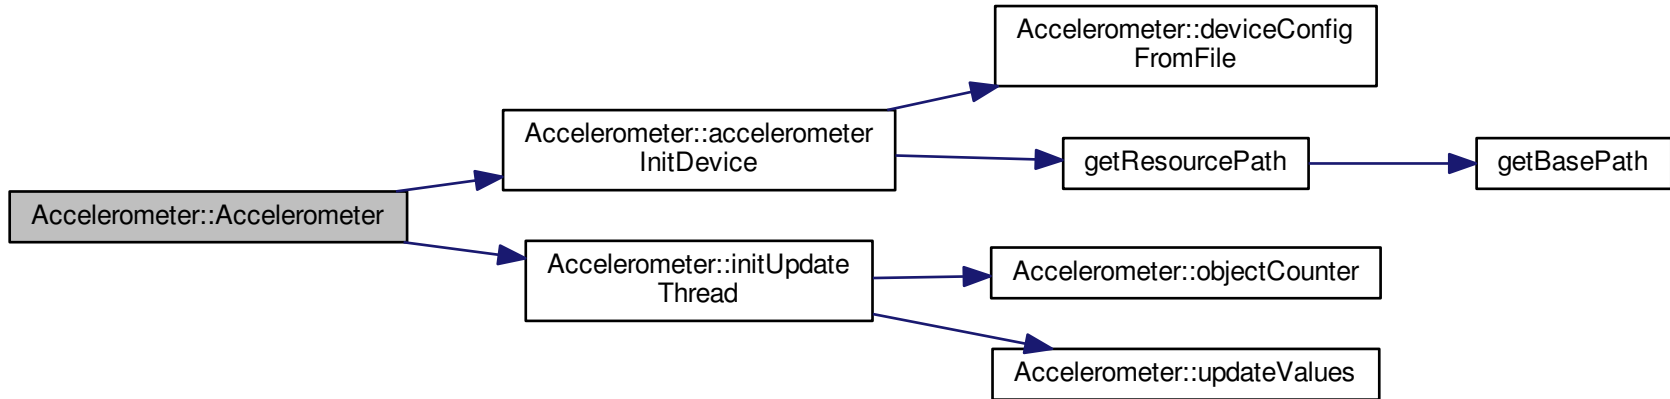 Accelerometer::Accelerometer
Accelerometer::accelerometer
InitDevice
Accelerometer::initUpdate
Thread
Accelerometer::deviceConfig
FromFile
getResourcePath
getBasePath
Accelerometer::objectCounter
Accelerometer::updateValues